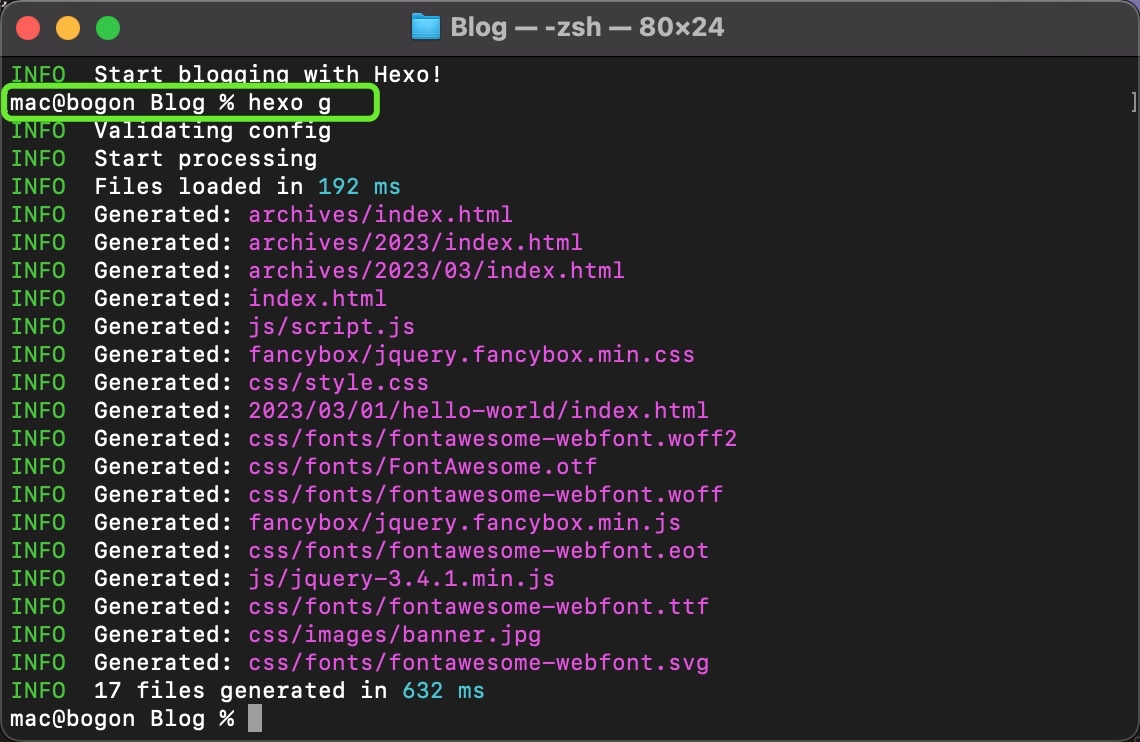 Blog — -zsh — 80×24
INFO  Start blogging with Hexo!
mac@bogon Blog % hexo g
INFO  Validating config
INFO  Start processing
INFO  Files loaded in 192 ms
INFO  Generated: archives/index.html
INFO  Generated: archives/2023/index.html
INFO  Generated: archives/2023/03/index.html
INFO  Generated: index.html
INFO  Generated: js/script.js
INFO  Generated: fancybox/jquery.fancybox.min.css
INFO  Generated: css/style.css
INFO  Generated: 2023/03/01/hello-world/index.html
INFO  Generated: css/fonts/fontawesome-webfont.woff2
INFO  Generated: css/fonts/FontAwesome.otf
INFO  Generated: css/fonts/fontawesome-webfont.woff
INFO  Generated: fancybox/jquery.fancybox.min.js
INFO  Generated: css/fonts/fontawesome-webfont.eot
INFO  Generated: js/jquery-3.4.1.min.js
INFO  Generated: css/fonts/fontawesome-webfont.ttf
INFO  Generated: css/images/banner.jpg
INFO  Generated: css/fonts/fontawesome-webfont.svg
INFO  17 files generated in 632 ms
mac@bogon Blog %